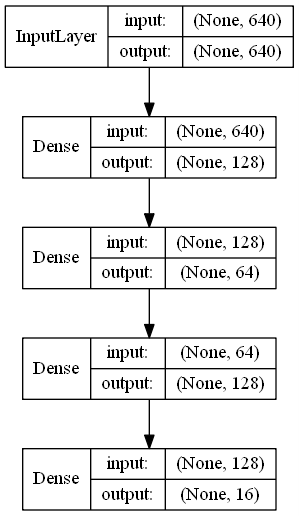 InputLayer
input: (None, 640)
output: (None, 640)
Dense
input: (None, 640)
output: (None, 128)
Dense
input: (None, 128)
output: (None, 64)
Dense
input: (None, 64)
output: (None, 128)
Dense
input: (None, 128)
output: (None, 16)